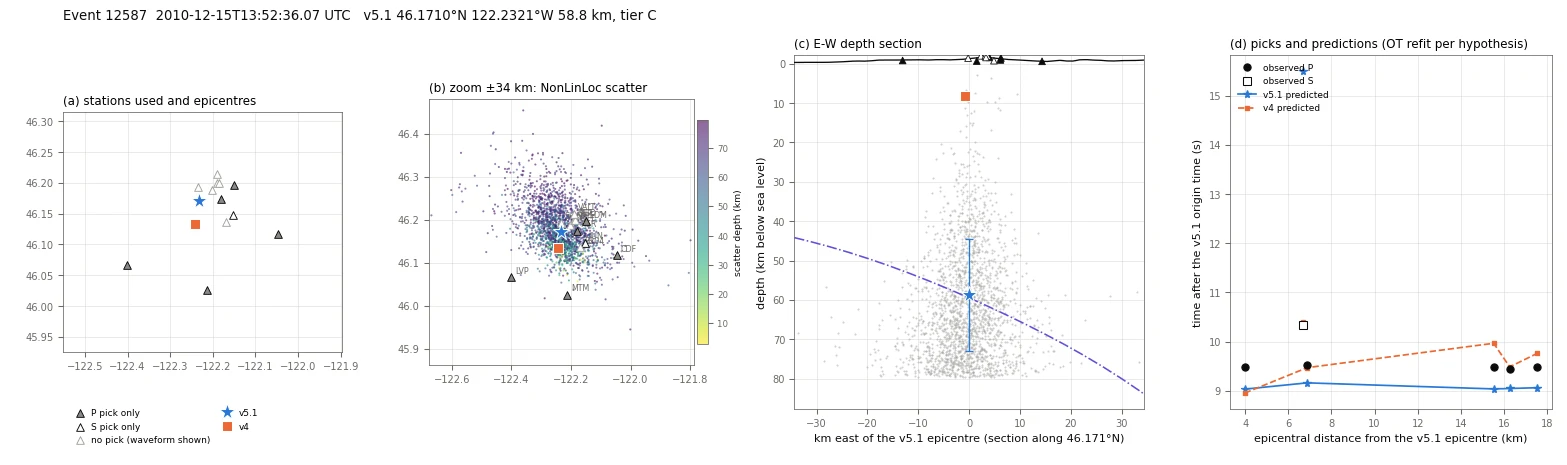 Event 12587  2010-12-15T13:52:36.07 UTC   v5.1 46.1710°N 122.2321°W 58.8 km, tier C
(a) stations used and epicentres
46.30
46.25
46.20
46.15
46.10
46.05
46.00
45.95
−122.5
−122.4
−122.3
−122.2
−122.1
−122.0
−121.9
P pick only
S pick only
no pick (waveform shown)
v5.1
v4
(b) zoom ±34 km: NonLinLoc scatter
46.4
46.3
46.2
46.1
46.0
45.9
−122.6
−122.4
−122.2
−122.0
−121.8
LVP
MTM
CDF
70
60
50
40
30
20
10
scatter depth (km)
(c) E-W depth section
0
10
20
30
40
50
60
70
80
depth (km below sea level)
−30
−20
−10
0
10
20
30
km east of the v5.1 epicentre (section along 46.171°N)
(d) picks and predictions (OT refit per hypothesis)
observed P
observed S
v5.1 predicted
v4 predicted
15
14
13
12
11
10
9
time after the v5.1 origin time (s)
4
6
8
10
12
14
16
18
epicentral distance from the v5.1 epicentre (km)